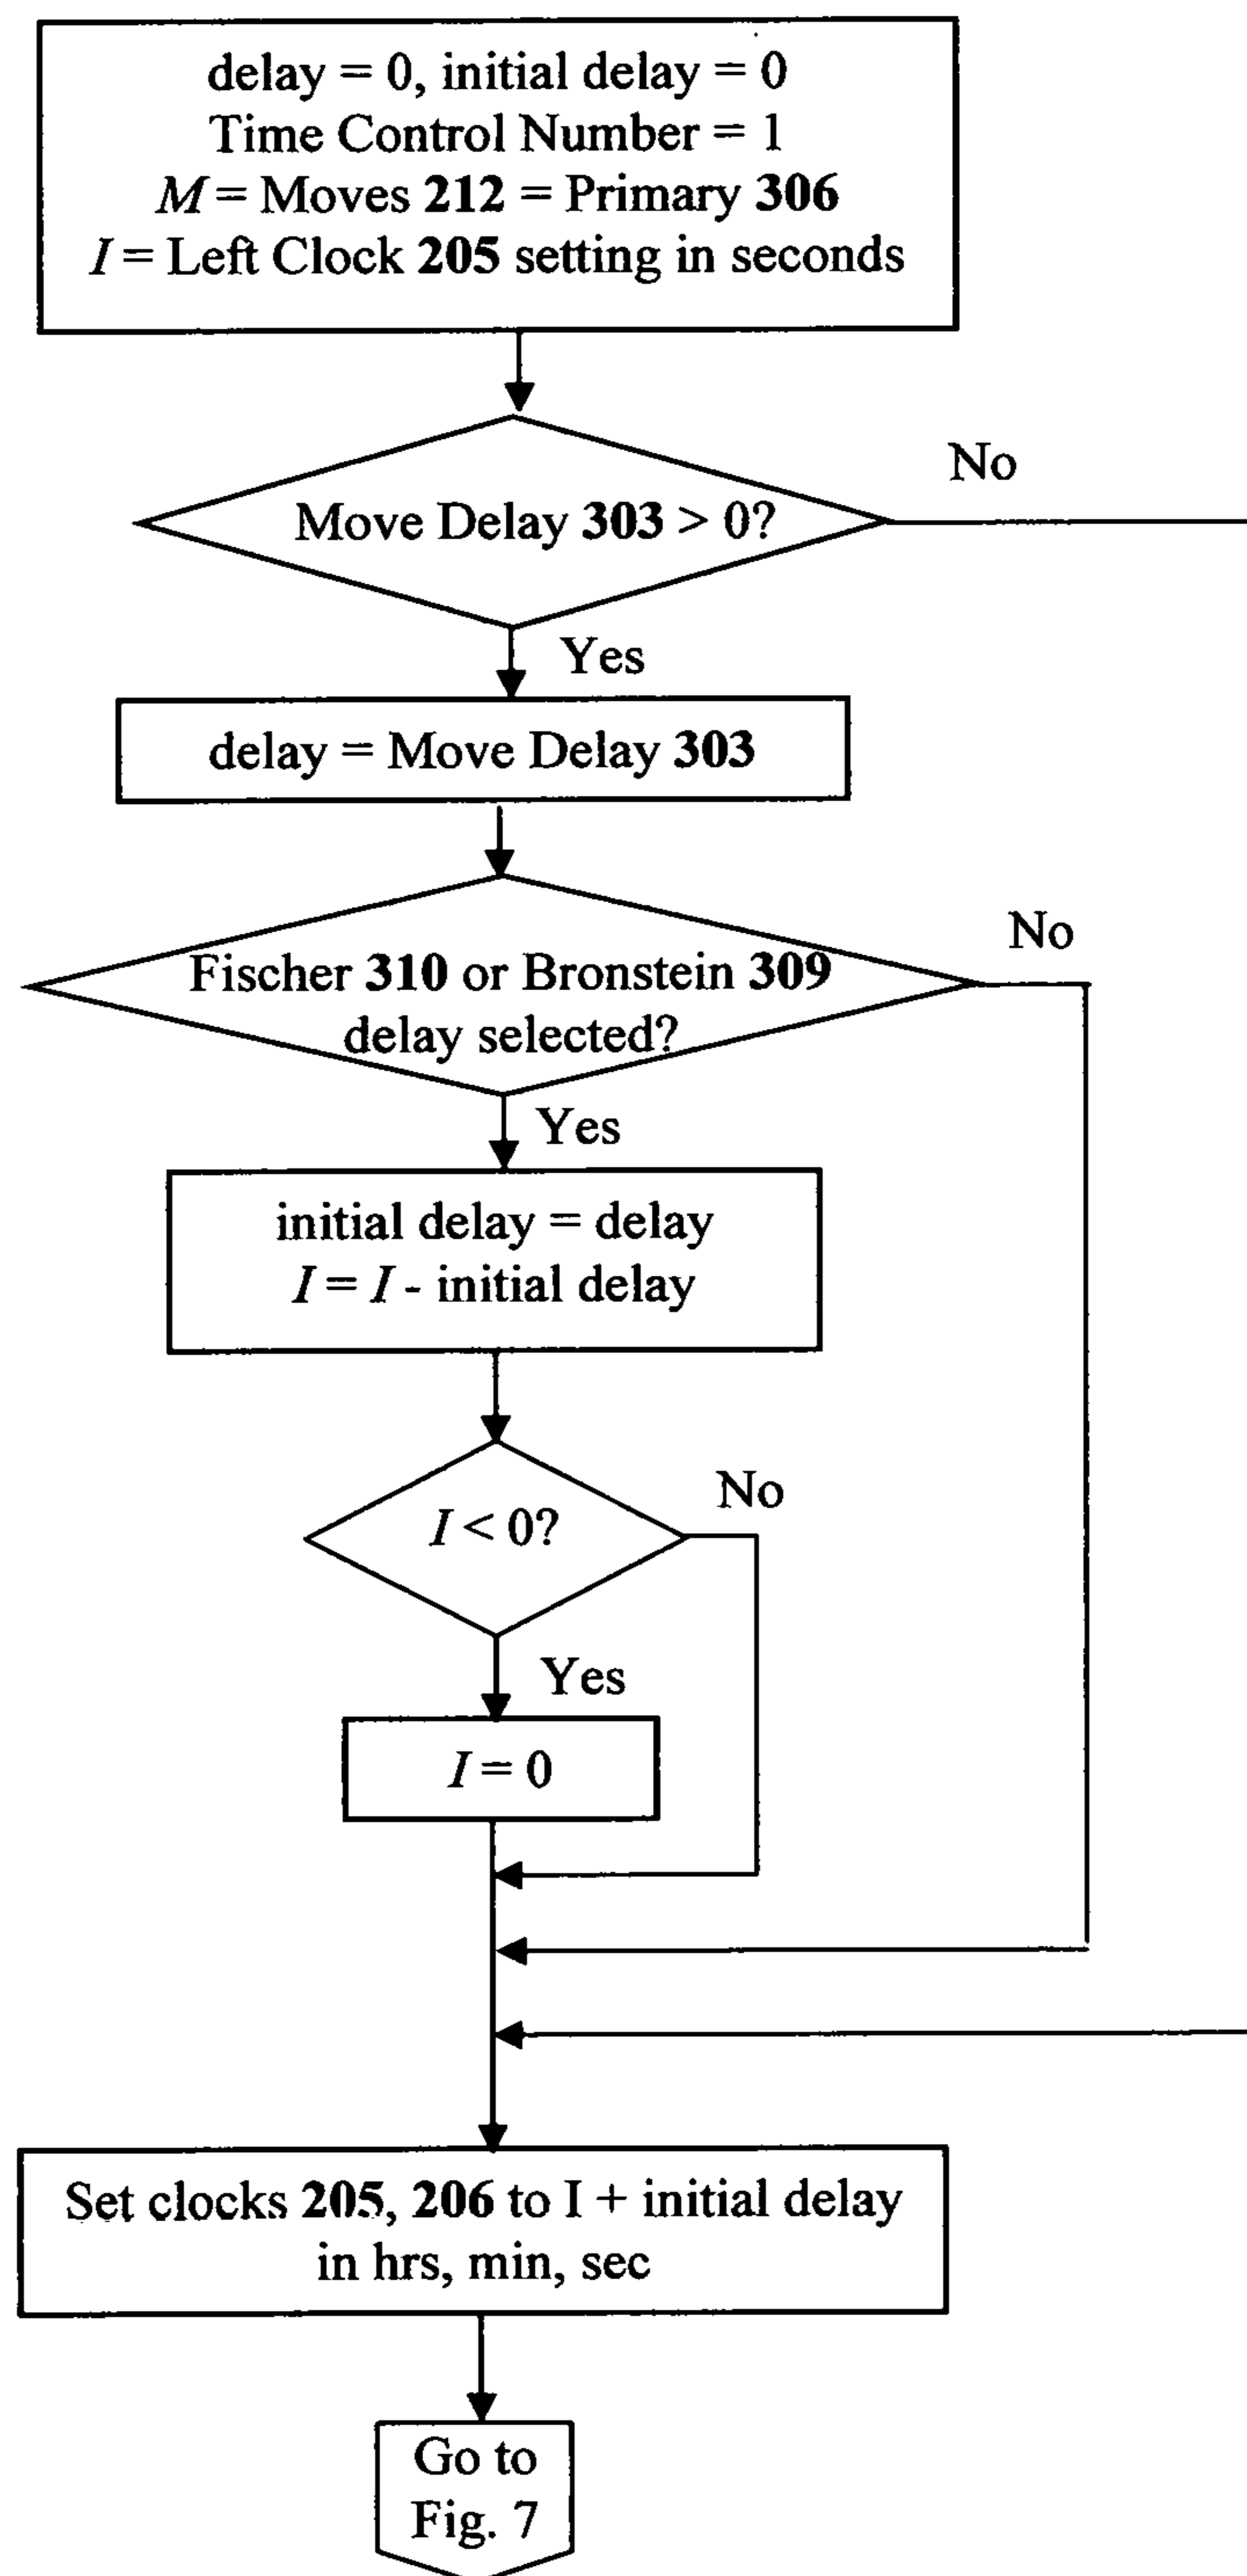 delay = 0, initial delay = 0
Time Control Number = 1
M = Moves 212 = Primary 306
I = Left Clock 205 setting in seconds
No
Move Delay 303 > 0?
Yes
delay = Move Delay 303
No
Fischer 310 or Bronstein 309
delay selected?
Yes
initial delay = delay
I = I - initial delay
No
I < 0?
Yes
I = 0
Set clocks 205, 206 to I + initial delay
in hrs, min, sec
Go to
Fig. 7